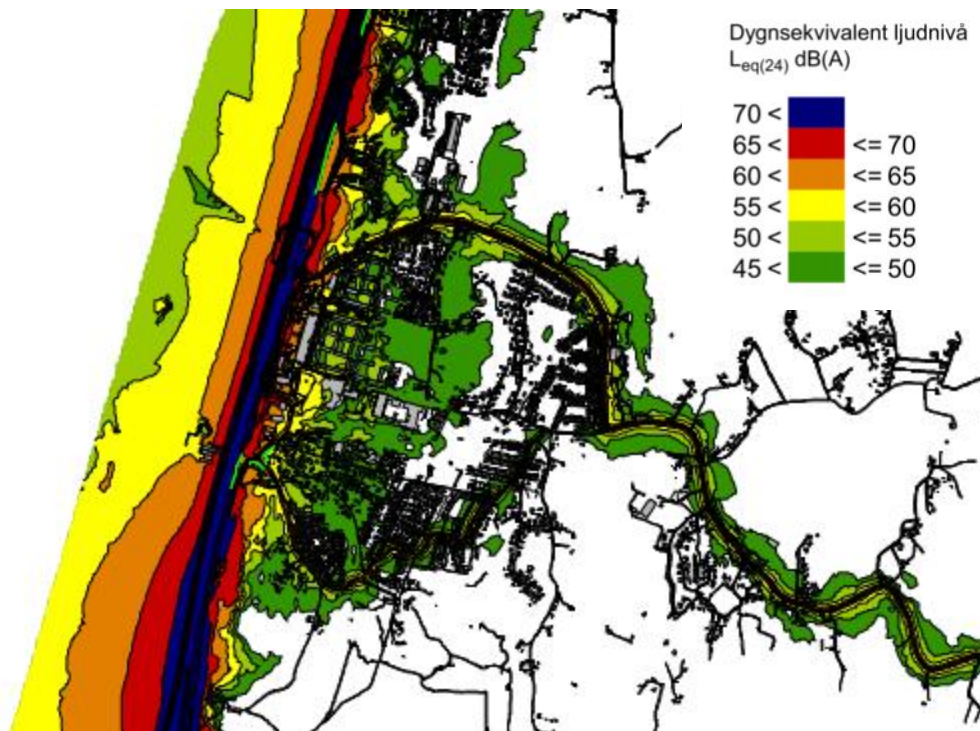 Dygnsekvivalent ljudnivå
Leq(24) dB(A)
70 <
65 < <= 70
60 < <= 65
55 < <= 60
50 < <= 55
45 < <= 50